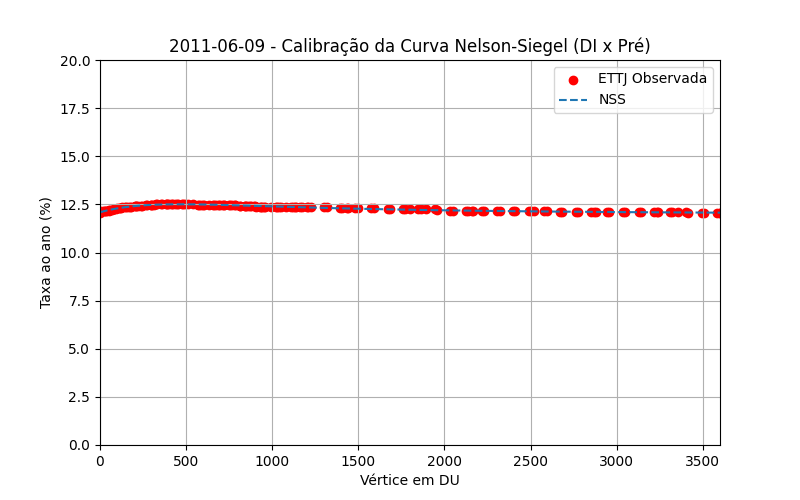 2011-06-09 - Calibração da Curva Nelson-Siegel (DI x Pré)
ETTJ Observada
NSS
Taxa ao ano (%)
20.0
17.5
15.0
12.5
10.0
7.5
5.0
2.5
0.0
0 500 1000 1500 2000 2500 3000 3500
Vértice em DU